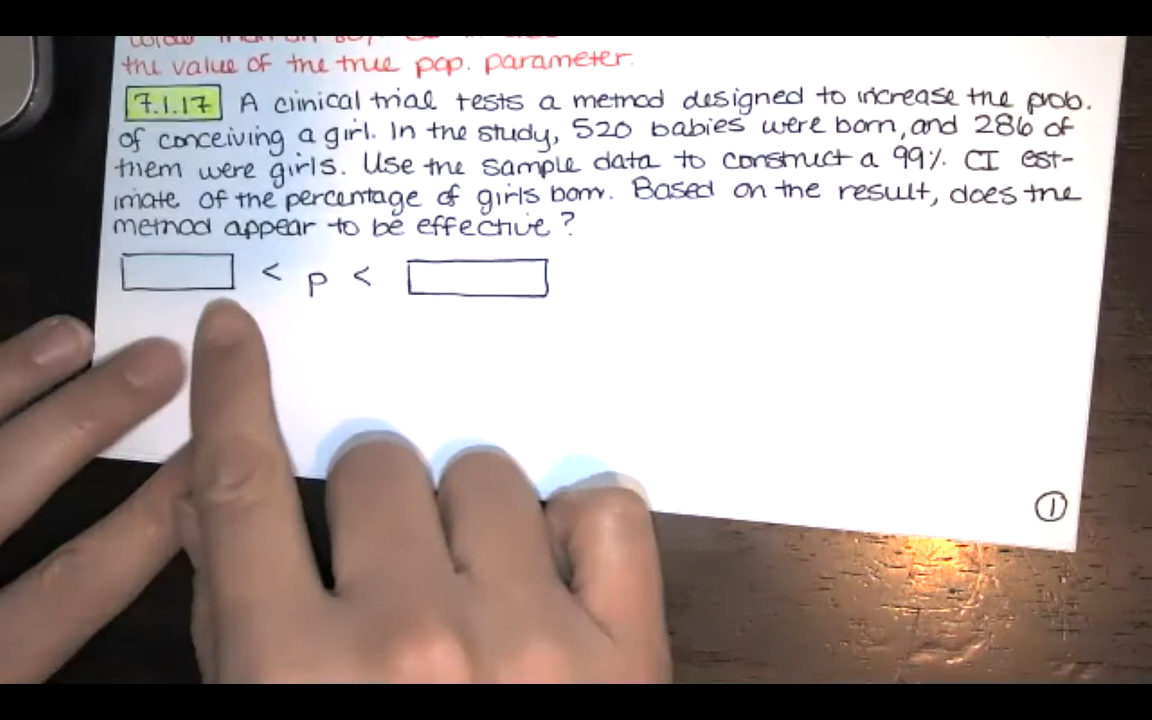 the value of the true pop. parameter.
7.1.17 A clinical trial tests a method designed to increase the prob.
of conceiving a girl. In the study, 520 babies were born, and 286 of
them were girls. Use the sample data to construct a 99% CI est-
imate of the percentage of girls born. Based on the result, does the
method appear to be effective?
< p <
1